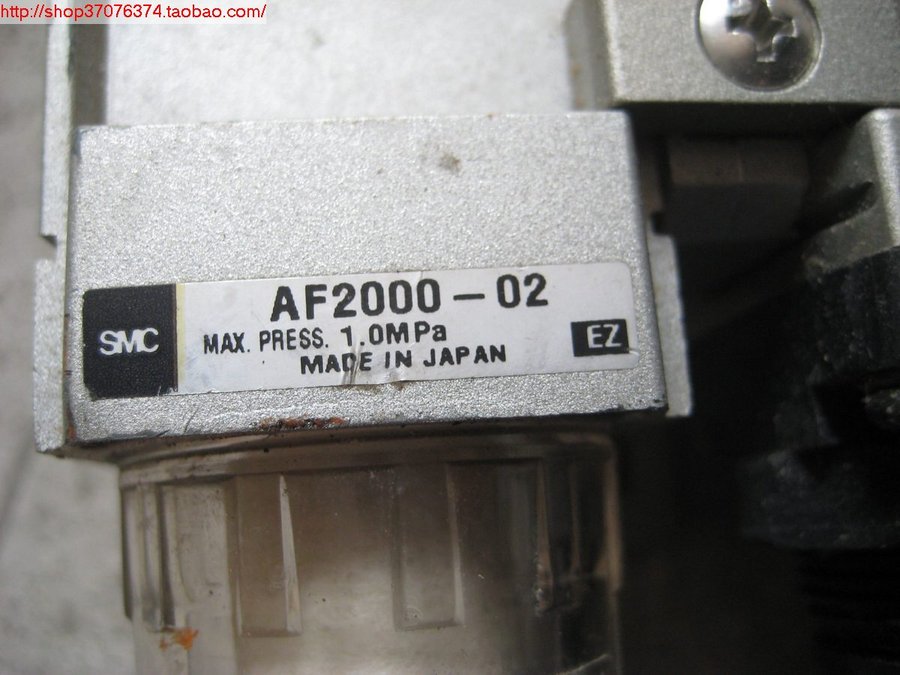 http://shop37076374.taobao.com/
AF2000-02
SMC
MAX. PRESS. 1.0MPa
EZ
MADE IN JAPAN